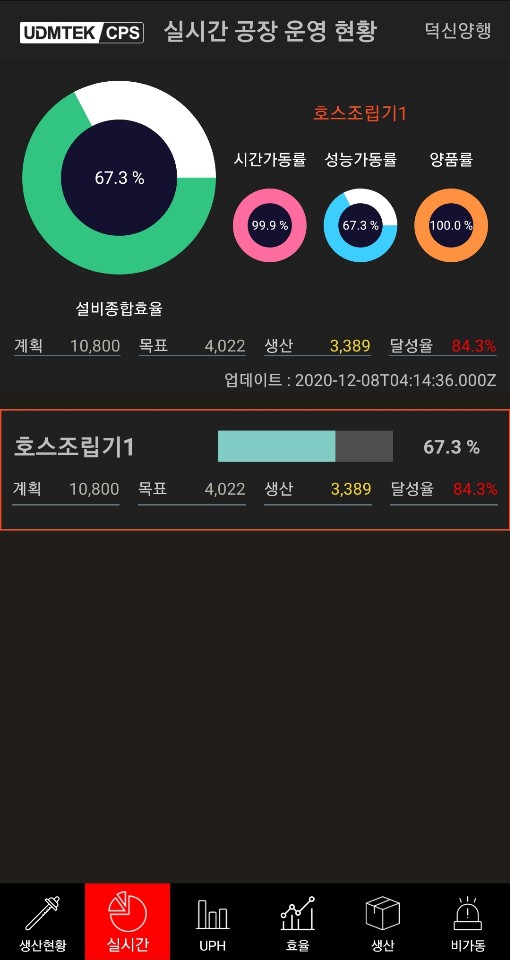 UDMTEK CPS 실시간 공장 운영 현황 덕신양행
호스조립기1
시간가동률 성능가동률 양품률
67.3 %
99.9 % 67.3 % 100.0 %
설비종합효율
계획 10,800 목표 4,022 생산 3,389 달성율 84.3%
업데이트 : 2020-12-08T04:14:36.000Z
호스조립기1 67.3 %
계획 10,800 목표 4,022 생산 3,389 달성율 84.3%
생산현황 실시간 UPH 효율 생산 비가동